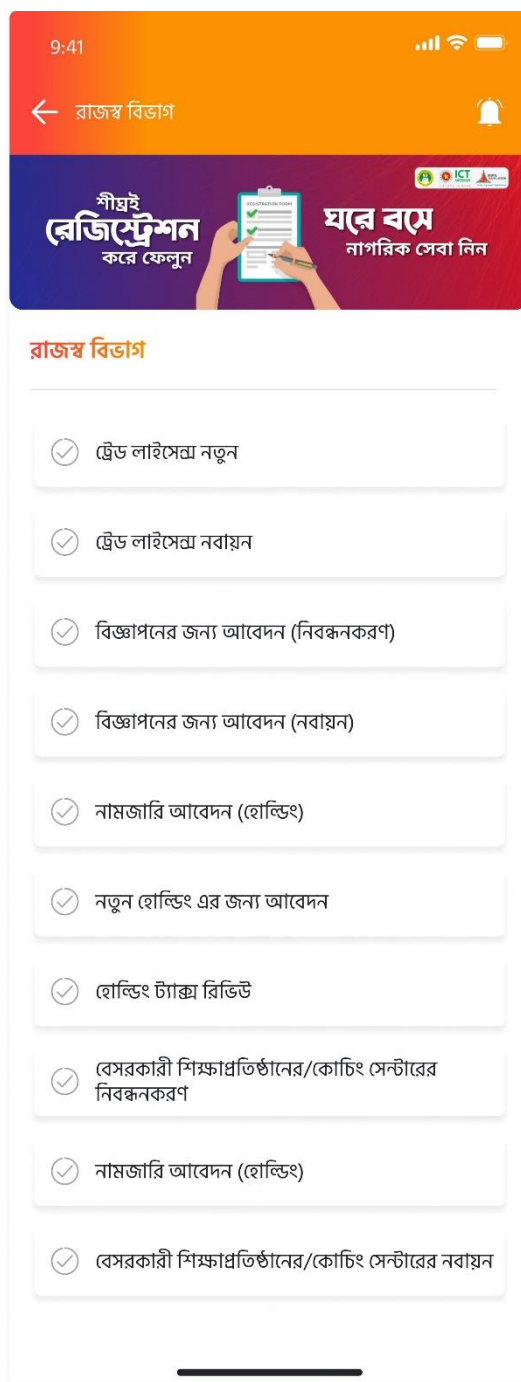 9:41
রাজস্ব বিভাগ
শীঘ্রই
রেজিস্ট্রেশন
করে ফেলুন
REGISTRATION FORM
ঘরে বসে
নাগরিক সেবা নিন
ICT
রাজস্ব বিভাগ
ট্রেড লাইসেন্স নতুন
ট্রেড লাইসেন্স নবায়ন
বিজ্ঞাপনের জন্য আবেদন (নিবন্ধনকরণ)
বিজ্ঞাপনের জন্য আবেদন (নবায়ন)
নামজারি আবেদন (হোল্ডিং)
নতুন হোল্ডিং এর জন্য আবেদন
হোল্ডিং ট্যাক্স রিভিউ
বেসরকারী শিক্ষাপ্রতিষ্ঠানের/কোচিং সেন্টারের
নিবন্ধনকরণ
নামজারি আবেদন (হোল্ডিং)
বেসরকারী শিক্ষাপ্রতিষ্ঠানের/কোচিং সেন্টারের নবায়ন